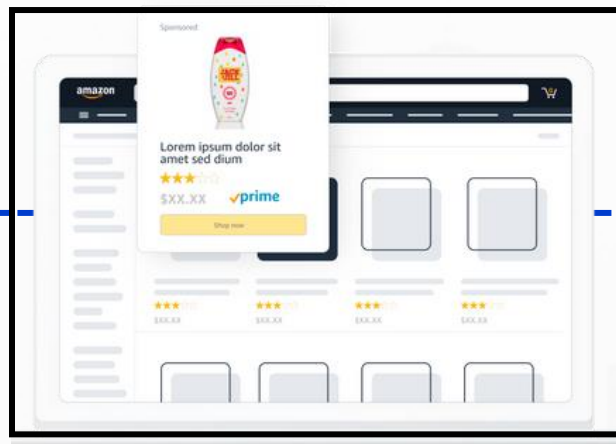 Sponsored
amazon
Lorem ipsum dolor sit
amet sed dium
$XX.XX
prime
Shop now
$XX.XX
$XX.XX
$XX.XX
$XX.XX